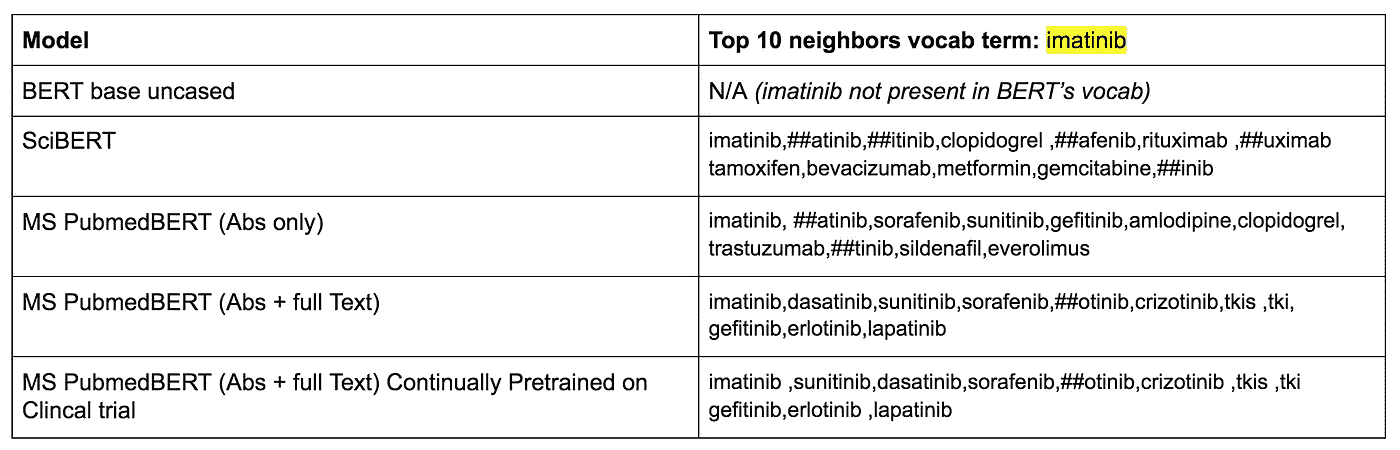 Model
Top 10 neighbors vocab term: imatinib
BERT base uncased
N/A (imatinib not present in BERT's vocab)
SciBERT
imatinib,##atinib,##itinib,clopidogrel ,##afenib,rituximab ,##uximab
tamoxifen,bevacizumab,metformin,gemcitabine,##inib
MS PubmedBERT (Abs only)
imatinib, ##atinib,sorafenib,sunitinib,gefitinib,amlodipine,clopidogrel,
trastuzumab,##tinib,sildenafil,everolimus
MS PubmedBERT (Abs + full Text)
imatinib,dasatinib,sunitinib,sorafenib,##otinib,crizotinib,tkis ,tki,
gefitinib,erlotinib,lapatinib
MS PubmedBERT (Abs + full Text) Continually Pretrained on
Clincal trial
imatinib ,sunitinib,dasatinib,sorafenib,##otinib,crizotinib ,tkis ,tki
gefitinib,erlotinib ,lapatinib